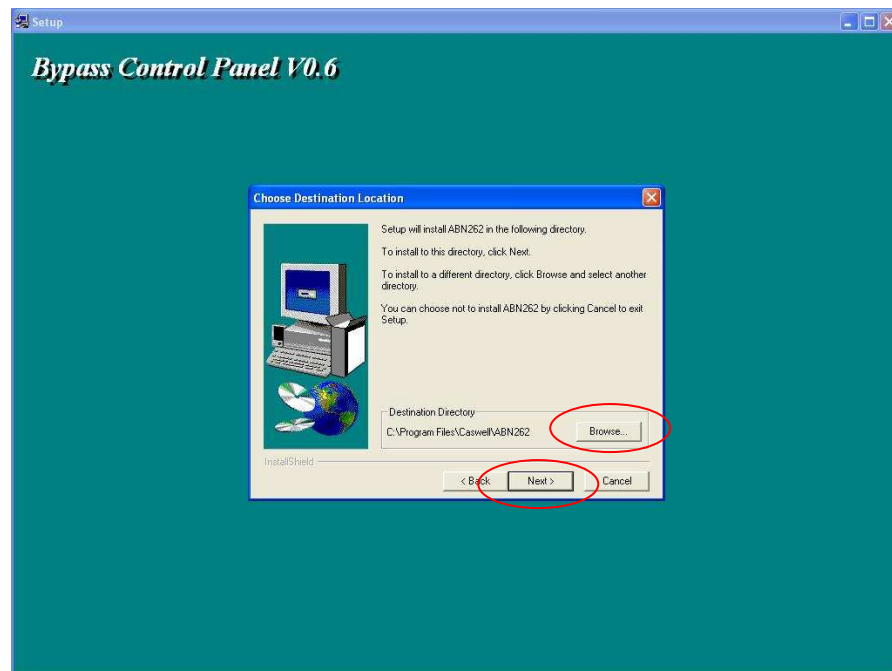 Setup
Bypass Control Panel V0.6
Choose Destination Location
Setup will install ABN262 in the following directory.
To install to this directory, click Next.
To install to a different directory, click Browse and select another
directory.
You can choose not to install ABN262 by clicking Cancel to exit
Setup.
Destination Directory
C:\Program Files\Caswell\ABN262
Browse...
InstallShield
< Back
Next >
Cancel